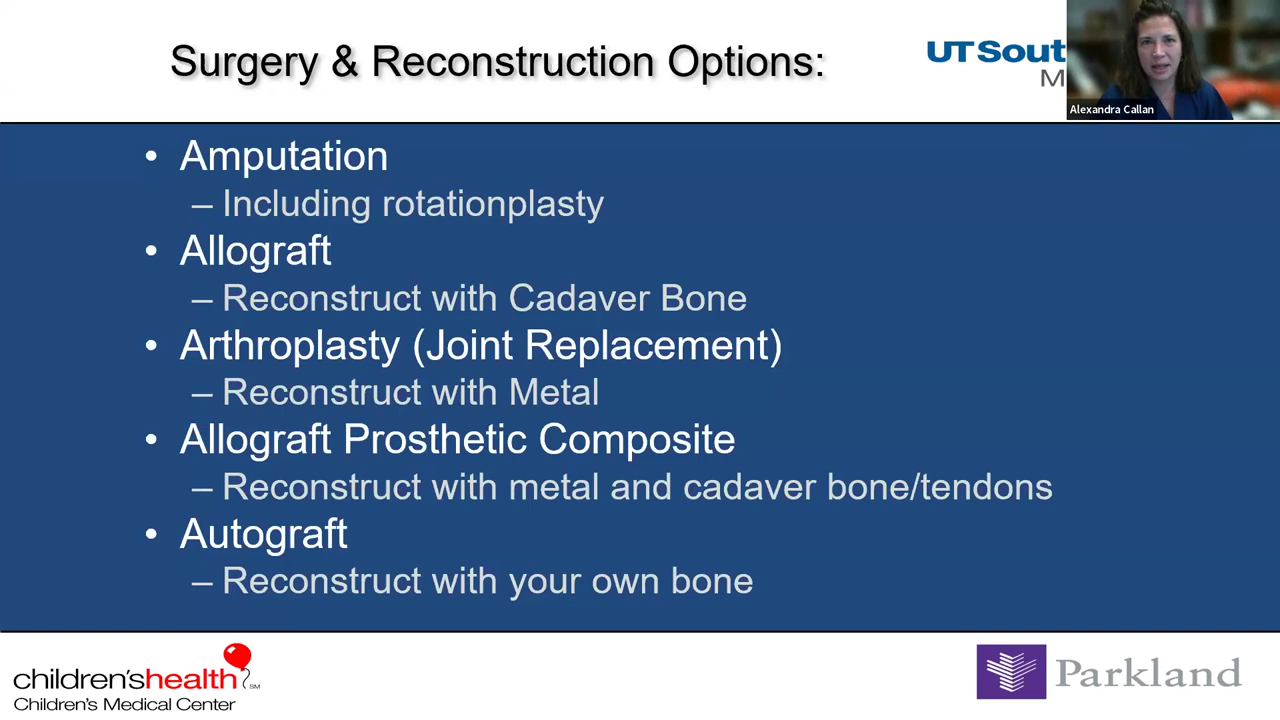 Surgery & Reconstruction Options:
UT Sout
M
Alexandra Callan
• Amputation
– Including rotationplasty
• Allograft
– Reconstruct with Cadaver Bone
• Arthroplasty (Joint Replacement)
– Reconstruct with Metal
• Allograft Prosthetic Composite
– Reconstruct with metal and cadaver bone/tendons
• Autograft
– Reconstruct with your own bone
children'shealth SM
Children's Medical Center
Parkland